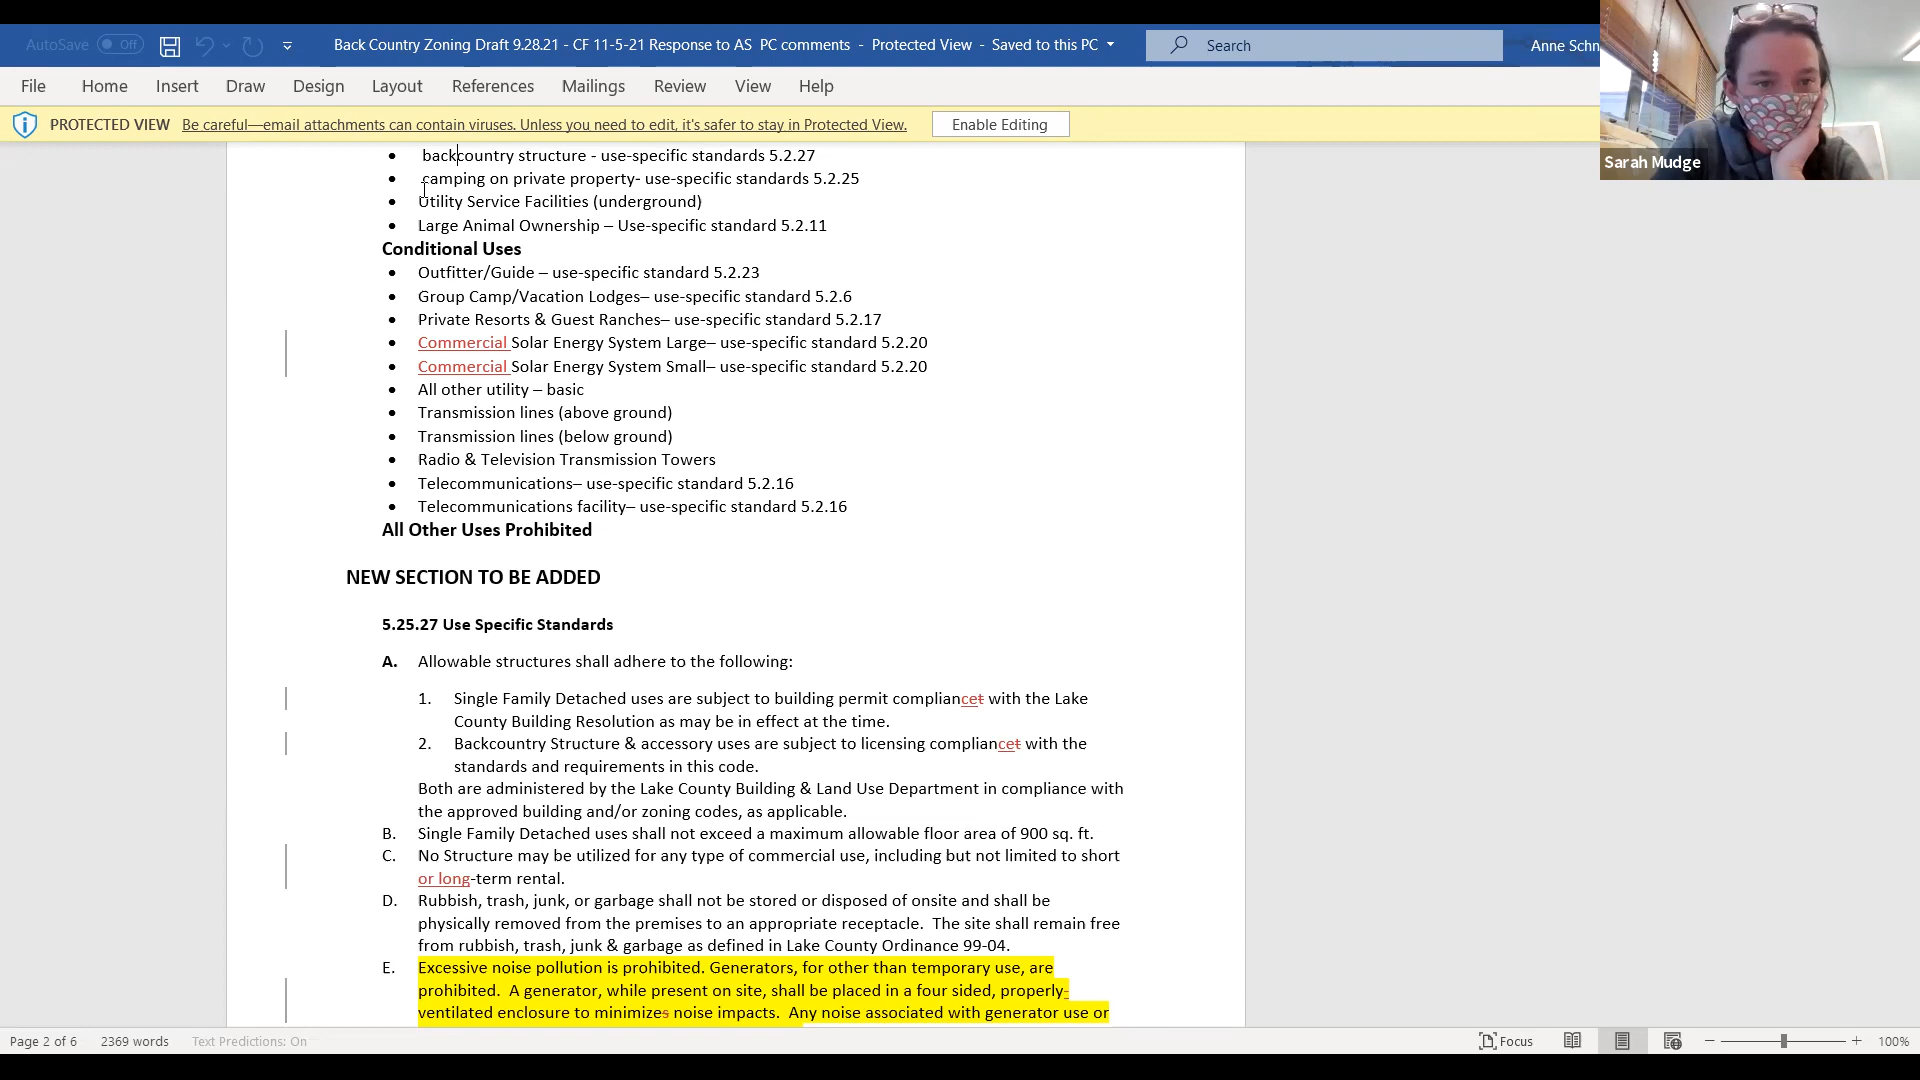 AutoSave Off Back Country Zoning Draft 9.28.21 - CF 11-5-21 Response to AS PC comments - Protected View - Saved to this PC Search Anne Schn
File Home Insert Draw Design Layout References Mailings Review View Help
PROTECTED VIEW Be careful—email attachments can contain viruses. Unless you need to edit, it's safer to stay in Protected View. Enable Editing
Sarah Mudge
• backcountry structure - use-specific standards 5.2.27
• camping on private property- use-specific standards 5.2.25
• Utility Service Facilities (underground)
• Large Animal Ownership – Use-specific standard 5.2.11
Conditional Uses
• Outfitter/Guide – use-specific standard 5.2.23
• Group Camp/Vacation Lodges– use-specific standard 5.2.6
• Private Resorts & Guest Ranches– use-specific standard 5.2.17
• Commercial Solar Energy System Large– use-specific standard 5.2.20
• Commercial Solar Energy System Small– use-specific standard 5.2.20
• All other utility – basic
• Transmission lines (above ground)
• Transmission lines (below ground)
• Radio & Television Transmission Towers
• Telecommunications– use-specific standard 5.2.16
• Telecommunications facility– use-specific standard 5.2.16
All Other Uses Prohibited
NEW SECTION TO BE ADDED
5.25.27 Use Specific Standards
A. Allowable structures shall adhere to the following:
1. Single Family Detached uses are subject to building permit compliancet with the Lake
County Building Resolution as may be in effect at the time.
2. Backcountry Structure & accessory uses are subject to licensing compliancet with the
standards and requirements in this code.
Both are administered by the Lake County Building & Land Use Department in compliance with
the approved building and/or zoning codes, as applicable.
B. Single Family Detached uses shall not exceed a maximum allowable floor area of 900 sq. ft.
C. No Structure may be utilized for any type of commercial use, including but not limited to short
or long-term rental.
D. Rubbish, trash, junk, or garbage shall not be stored or disposed of onsite and shall be
physically removed from the premises to an appropriate receptacle. The site shall remain free
from rubbish, trash, junk & garbage as defined in Lake County Ordinance 99-04.
E. Excessive noise pollution is prohibited. Generators, for other than temporary use, are
prohibited. A generator, while present on site, shall be placed in a four sided, properly-
ventilated enclosure to minimizes noise impacts. Any noise associated with generator use or
Page 2 of 6 2369 words Text Predictions: On Focus 100%